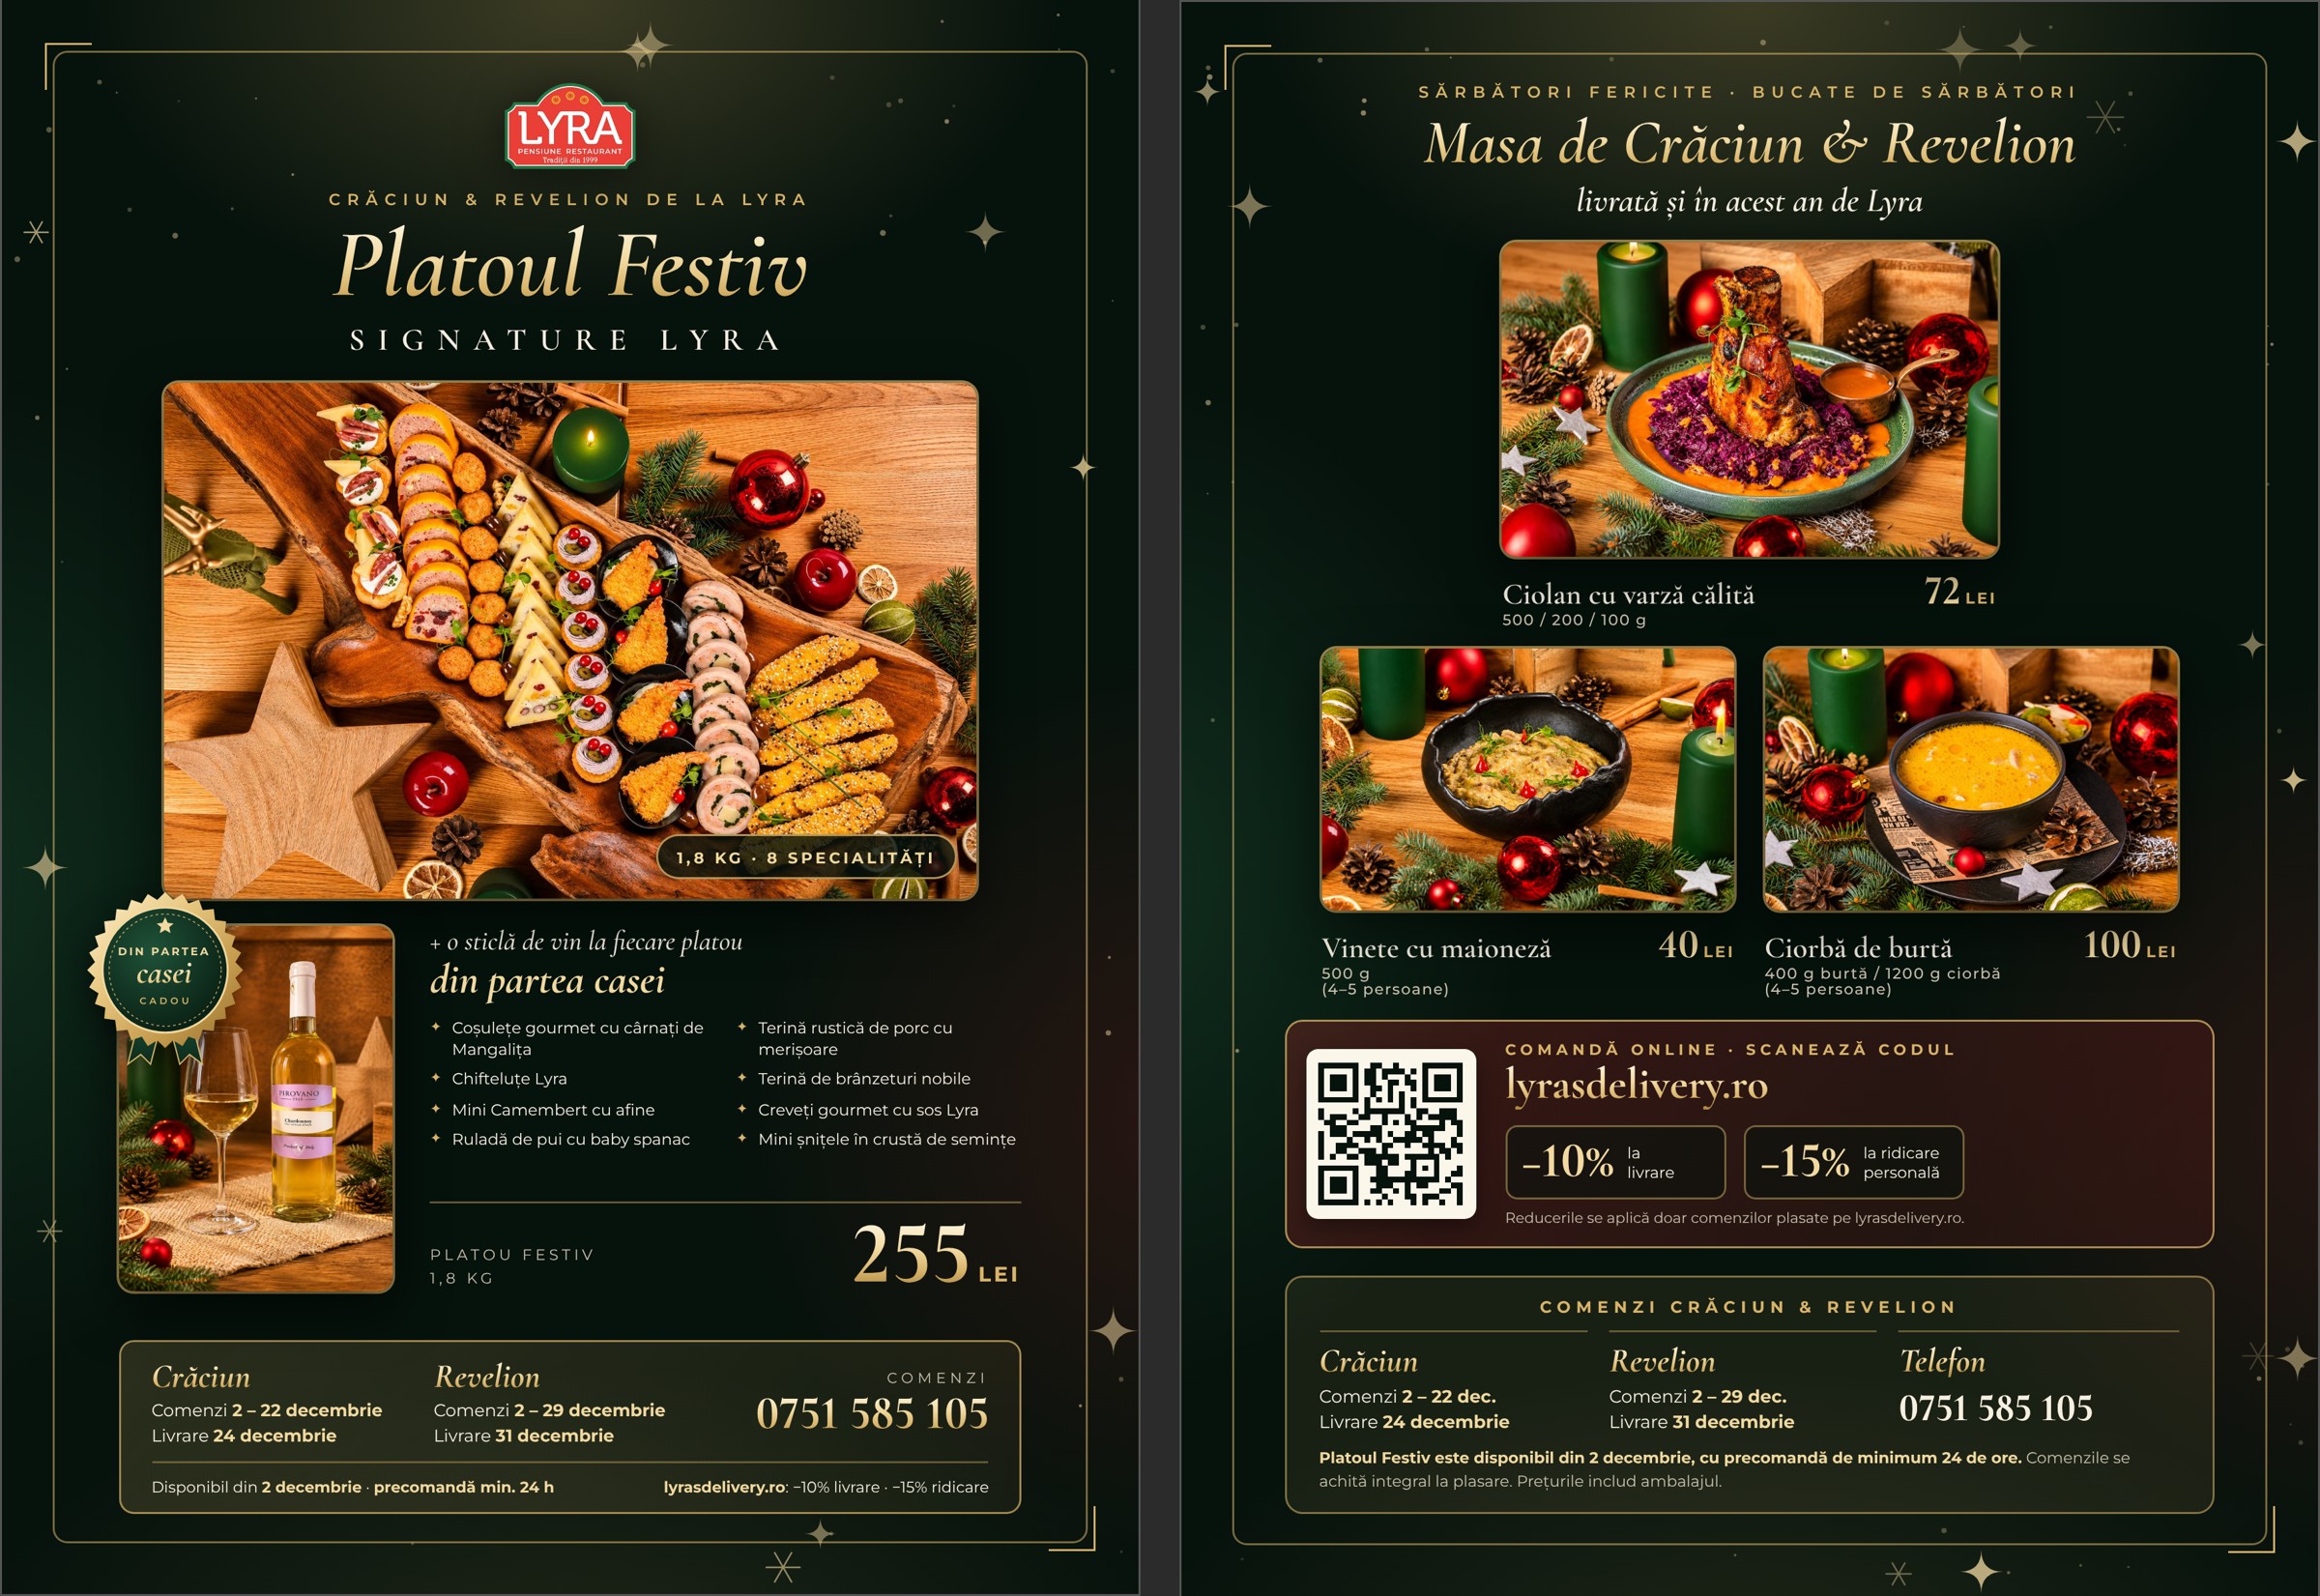 LYRA
PENSIUNE RESTAURANT
Tradiții din 1999
CRĂCIUN & REVELION DE LA LYRA
Platoul Festiv
SIGNATURE LYRA
1,8 KG · 8 SPECIALITĂȚI
DIN PARTEA
casei
CADOU
PIROVANO
Chardonnay
+ o sticlă de vin la fiecare platou
din partea casei
Coșulețe gourmet cu cârnați de
Mangalița
Chifteluțe Lyra
Mini Camembert cu afine
Ruladă de pui cu baby spanac
Terină rustică de porc cu
merișoare
Terină de brânzeturi nobile
Creveți gourmet cu sos Lyra
Mini șnițele în crustă de semințe
PLATOU FESTIV
1,8 KG
255 LEI
Crăciun
Comenzi 2 – 22 decembrie
Livrare 24 decembrie
Revelion
Comenzi 2 – 29 decembrie
Livrare 31 decembrie
COMENZI
0751 585 105
Disponibil din 2 decembrie · precomandă min. 24 h
lyrasdelivery.ro: −10% livrare · −15% ridicare
SĂRBĂTORI FERICITE · BUCATE DE SĂRBĂTORI
Masa de Crăciun & Revelion
livrată și în acest an de Lyra
Ciolan cu varză călită
72 LEI
500 / 200 / 100 g
Vinete cu maioneză
40 LEI
500 g
(4–5 persoane)
Ciorbă de burtă
100 LEI
400 g burtă / 1200 g ciorbă
(4–5 persoane)
COMANDĂ ONLINE · SCANEAZĂ CODUL
lyrasdelivery.ro
−10% la
livrare
−15% la ridicare
personală
Reducerile se aplică doar comenzilor plasate pe lyrasdelivery.ro.
COMENZI CRĂCIUN & REVELION
Crăciun
Comenzi 2 – 22 dec.
Livrare 24 decembrie
Revelion
Comenzi 2 – 29 dec.
Livrare 31 decembrie
Telefon
0751 585 105
Platoul Festiv este disponibil din 2 decembrie, cu precomandă de minimum 24 de ore. Comenzile se
achită integral la plasare. Prețurile includ ambalajul.